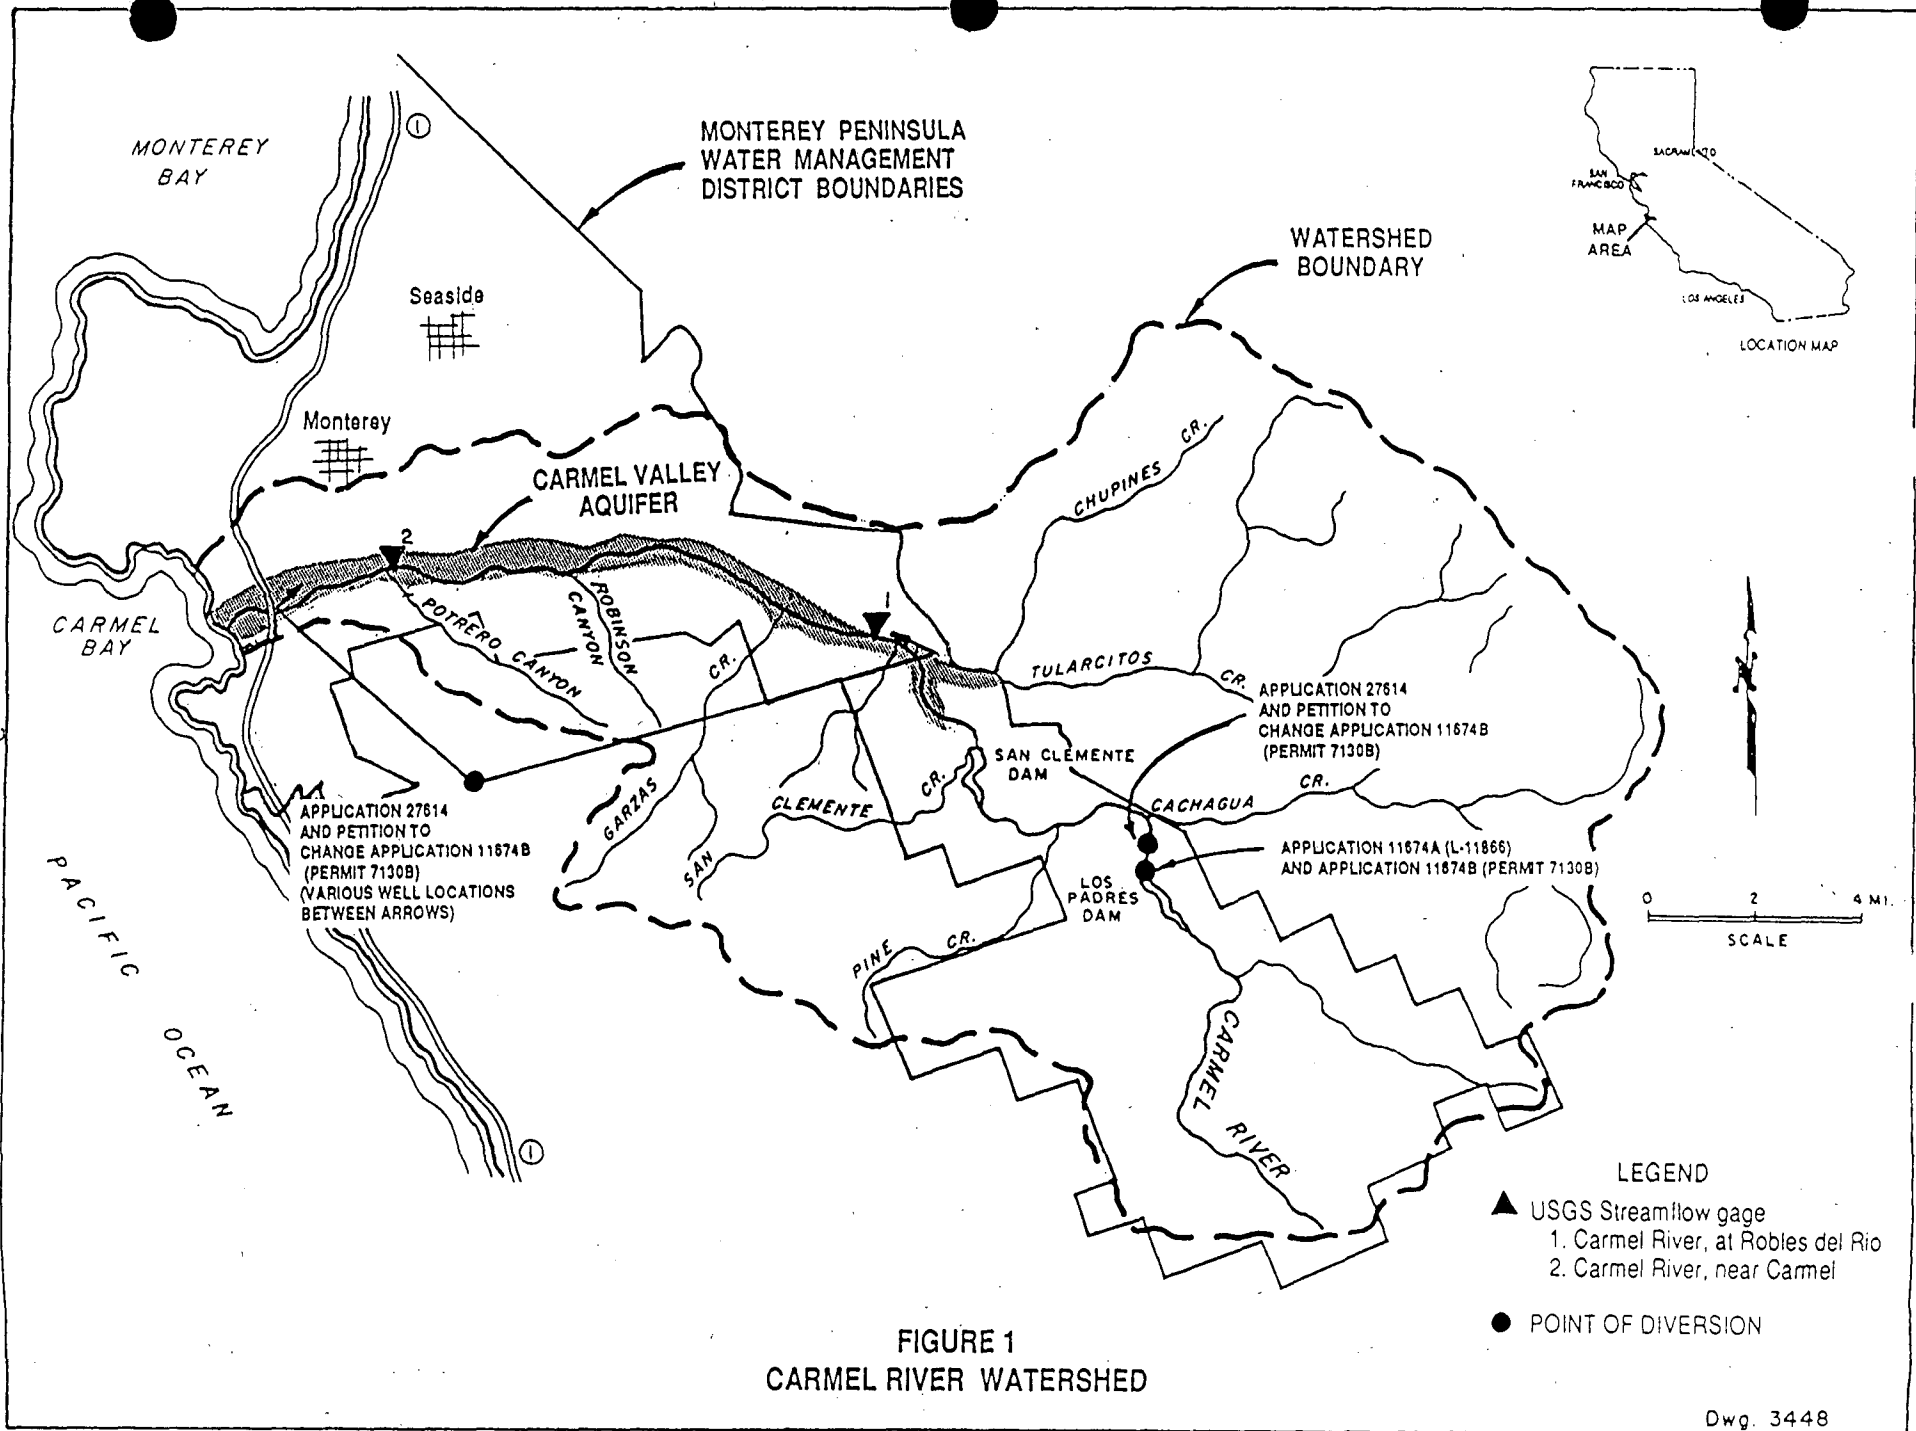 MONTEREY
BAY
1
MONTEREY PENINSULA
WATER MANAGEMENT
DISTRICT BOUNDARIES
WATERSHED
BOUNDARY
SACRAMENTO
SAN
FRANCISCO
MAP
AREA
LOS ANGELES
LOCATION MAP
Seaside
Monterey
CARMEL VALLEY
AQUIFER
CHUPINES CR.
2
1
CARMEL
BAY
POTRERO CANYON
ROBINSON
CANYON
CR.
GARZAS
TULARCITOS CR.
APPLICATION 27614
AND PETITION TO
CHANGE APPLICATION 11674B
(PERMIT 7130B)
SAN CLEMENTE
DAM
SAN CLEMENTE CR.
CACHAGUA CR.
APPLICATION 27614
AND PETITION TO
CHANGE APPLICATION 11674B
(PERMIT 7130B)
(VARIOUS WELL LOCATIONS
BETWEEN ARROWS)
APPLICATION 11674A (L-11866)
AND APPLICATION 11674B (PERMIT 7130B)
LOS
PADRES
DAM
N
0 2 4 MI.
SCALE
PINE CR.
PACIFIC OCEAN
CARMEL RIVER
1
LEGEND
USGS Streamflow gage
1. Carmel River, at Robles del Rio
2. Carmel River, near Carmel
POINT OF DIVERSION
FIGURE 1
CARMEL RIVER WATERSHED
Dwg. 3448